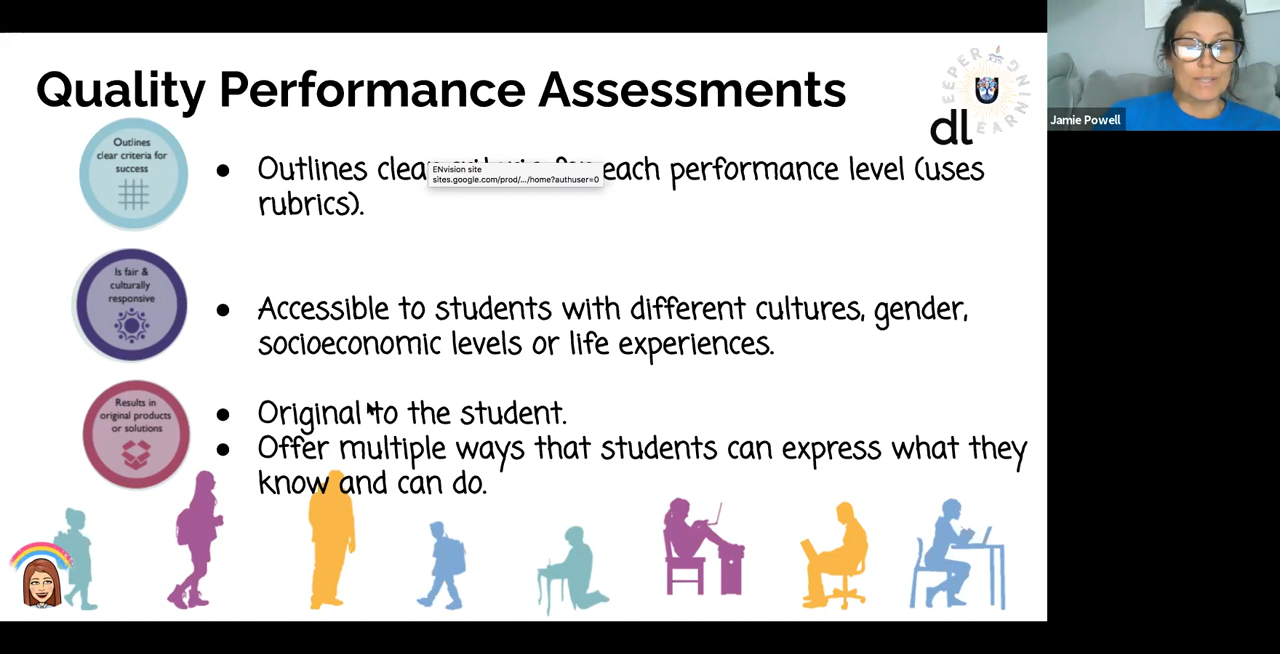 Quality Performance Assessments
DEEPER LEARNING
dl
Jamie Powell
Outlines
clear criteria for
success
• Outlines clear each performance level (uses
rubrics).
ENvision site
sites.google.com/prod/.../home?authuser=0
Is fair &
culturally
responsive
• Accessible to students with different cultures, gender,
socioeconomic levels or life experiences.
Results in
original products
or solutions
• Original to the student.
• Offer multiple ways that students can express what they
know and can do.